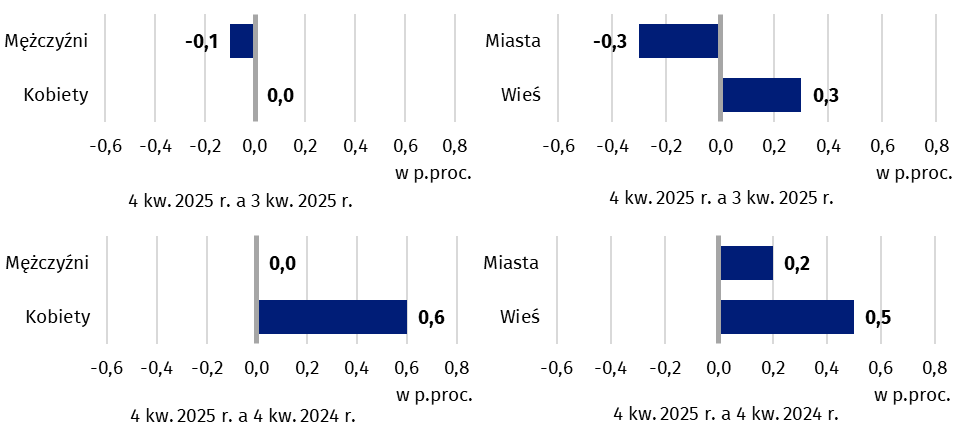 Mężczyźni -0,1
Kobiety 0,0
-0,6 -0,4 -0,2 0,0 0,2 0,4 0,6 0,8
w p.proc.
4 kw. 2025 r. a 3 kw. 2025 r.
Miasta -0,3
Wieś 0,3
-0,6 -0,4 -0,2 0,0 0,2 0,4 0,6 0,8
w p.proc.
4 kw. 2025 r. a 3 kw. 2025 r.
Mężczyźni 0,0
Kobiety 0,6
-0,6 -0,4 -0,2 0,0 0,2 0,4 0,6 0,8
w p.proc.
4 kw. 2025 r. a 4 kw. 2024 r.
Miasta 0,2
Wieś 0,5
-0,6 -0,4 -0,2 0,0 0,2 0,4 0,6 0,8
w p.proc.
4 kw. 2025 r. a 4 kw. 2024 r.